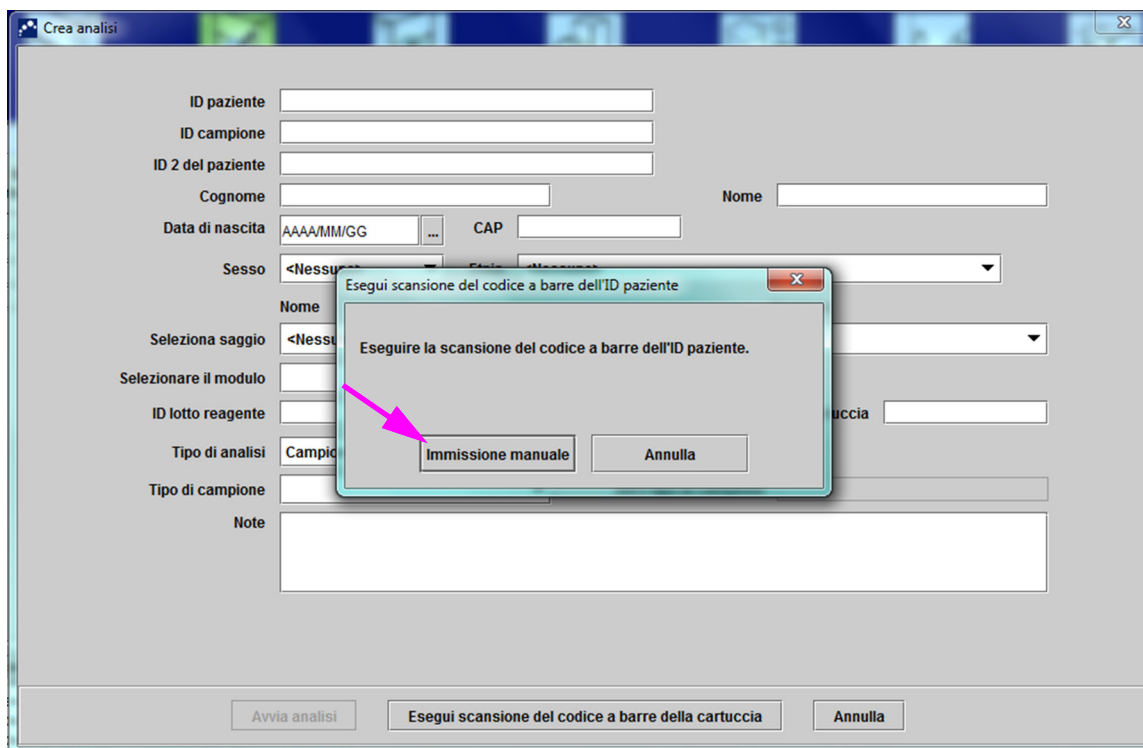 Crea analisi
ID paziente
ID campione
ID 2 del paziente
Cognome
Nome
Data di nascita AAAA/MM/GG ... CAP
Sesso
Esegui scansione del codice a barre dell'ID paziente
Nome
Eseguire la scansione del codice a barre dell'ID paziente.
Seleziona saggio
Selezionare il modulo
ID lotto reagente
Tipo di analisi
Immissione manuale Annulla
Tipo di campione
Note
Avvia analisi Esegui scansione del codice a barre della cartuccia Annulla